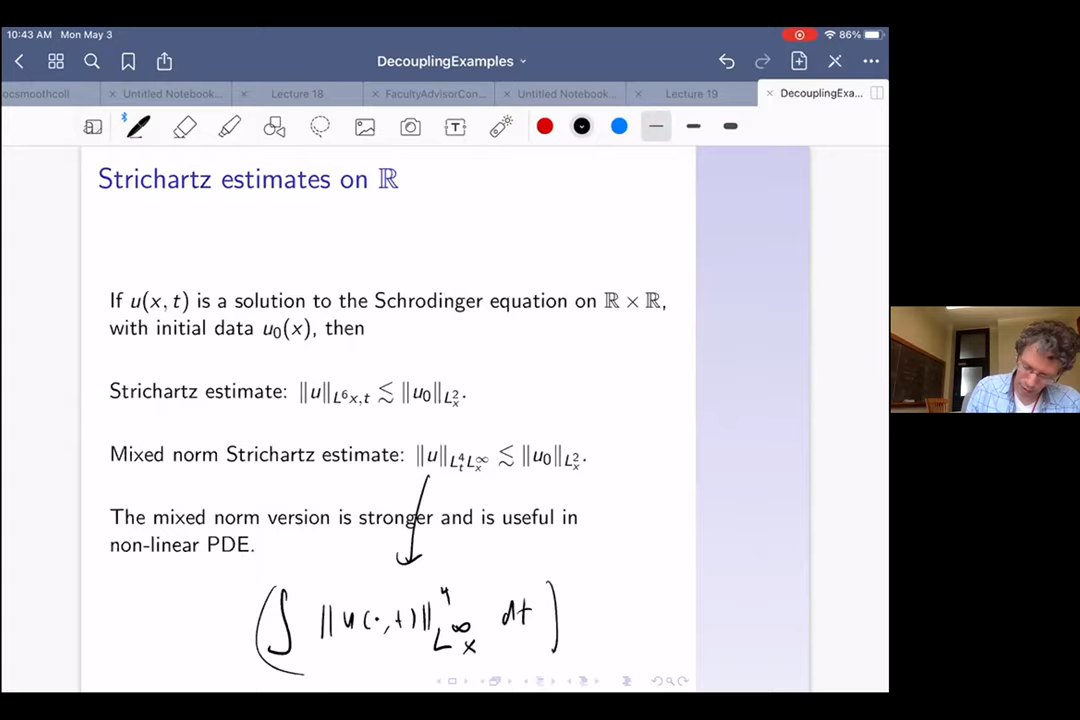 10:43 AM Mon May 3
86%
DecouplingExamples
ocsmoothcoll
Untitled Notebook...
Lecture 18
FacultyAdvisorCon...
Untitled Notebook...
Lecture 19
DecouplingExa...
Strichartz estimates on ℝ
If u(x, t) is a solution to the Schrodinger equation on ℝ × ℝ,
with initial data u₀(x), then
Strichartz estimate: ‖u‖_{L⁶x,t} ≲ ‖u₀‖_{L²_x}.
Mixed norm Strichartz estimate: ‖u‖_{L⁴_t L^∞_x} ≲ ‖u₀‖_{L²_x}.
The mixed norm version is stronger and is useful in
non-linear PDE.
(∫ ‖u(·,t)‖⁴_{L^∞_x} dt)